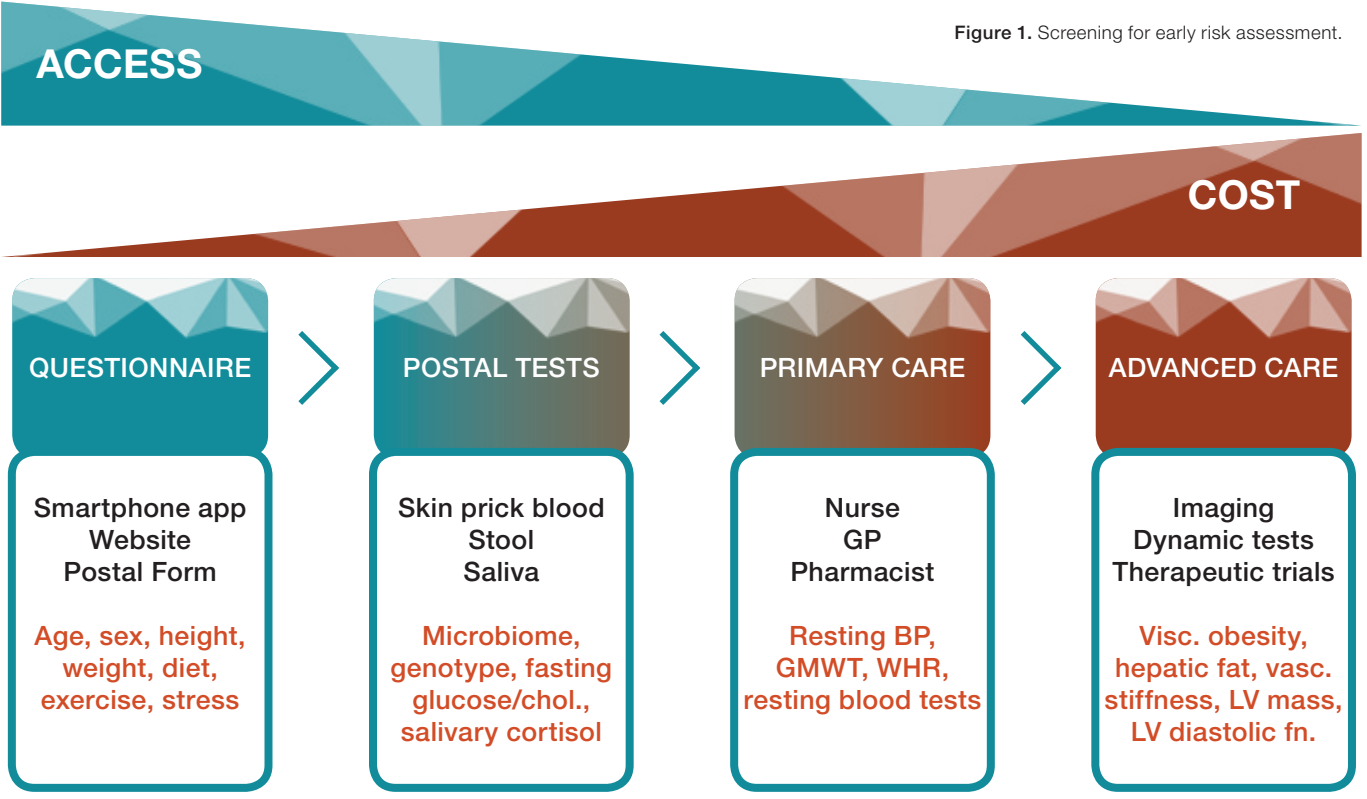 Figure 1. Screening for early risk assessment.
ACCESS
COST
QUESTIONNAIRE
Smartphone app
Website
Postal Form
Age, sex, height,
weight, diet,
exercise, stress
POSTAL TESTS
Skin prick blood
Stool
Saliva
Microbiome,
genotype, fasting
glucose/chol.,
salivary cortisol
PRIMARY CARE
Nurse
GP
Pharmacist
Resting BP,
GMWT, WHR,
resting blood tests
ADVANCED CARE
Imaging
Dynamic tests
Therapeutic trials
Visc. obesity,
hepatic fat, vasc.
stiffness, LV mass,
LV diastolic fn.